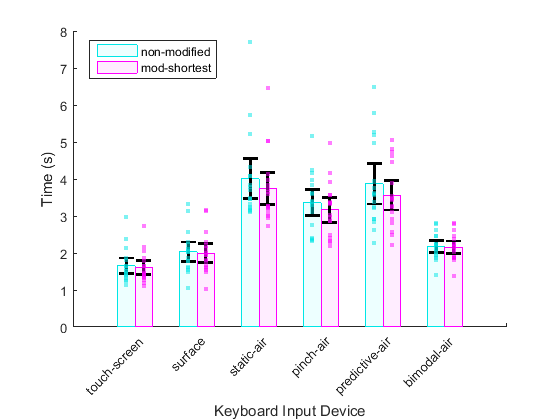 8
7
6
5
4
3
2
1
0
Time (s)
non-modified
mod-shortest
touch-screen
surface
static-air
pinch-air
predictive-air
bimodal-air
Keyboard Input Device